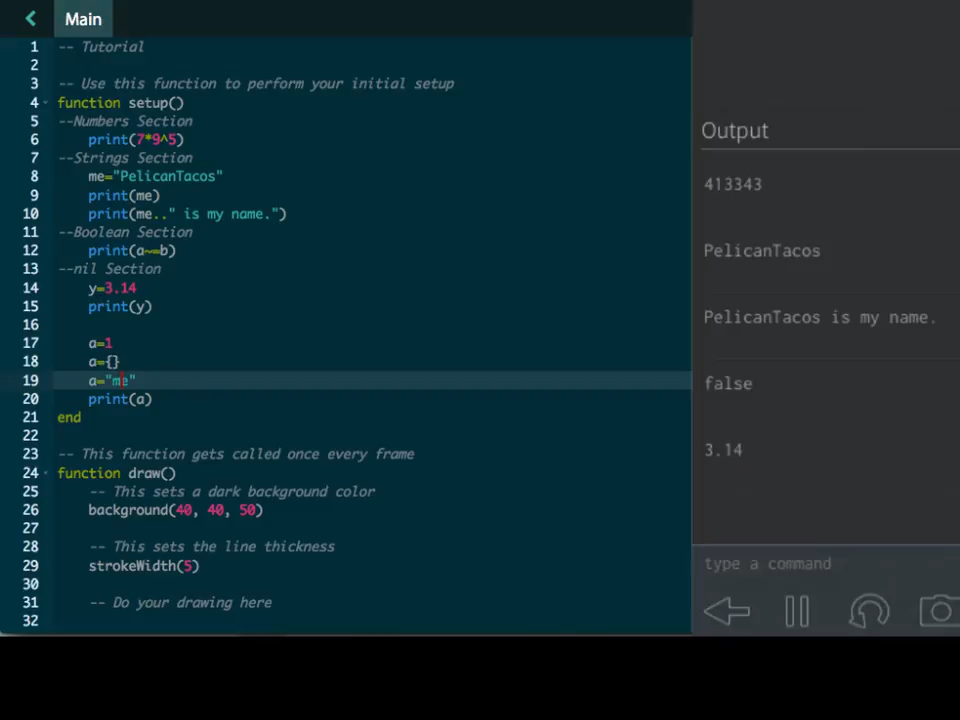 Main
1 -- Tutorial
2
3 -- Use this function to perform your initial setup
4 function setup()
5 --Numbers Section
6 print(7*9^5)
7 --Strings Section
8 me="PelicanTacos"
9 print(me)
10 print(me.." is my name.")
11 --Boolean Section
12 print(a~=b)
13 --nil Section
14 y=3.14
15 print(y)
16
17 a=1
18 a={}
19 a="me"
20 print(a)
21 end
22
23 -- This function gets called once every frame
24 function draw()
25 -- This sets a dark background color
26 background(40, 40, 50)
27
28 -- This sets the line thickness
29 strokeWidth(5)
30
31 -- Do your drawing here
32
Output
413343
PelicanTacos
PelicanTacos is my name.
false
3.14
type a command